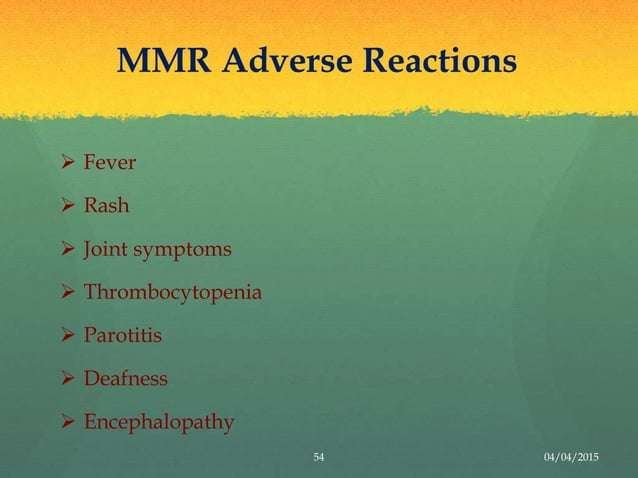 MMR Adverse Reactions
➢ Fever
➢ Rash
➢ Joint symptoms
➢ Thrombocytopenia
➢ Parotitis
➢ Deafness
➢ Encephalopathy
54 04/04/2015